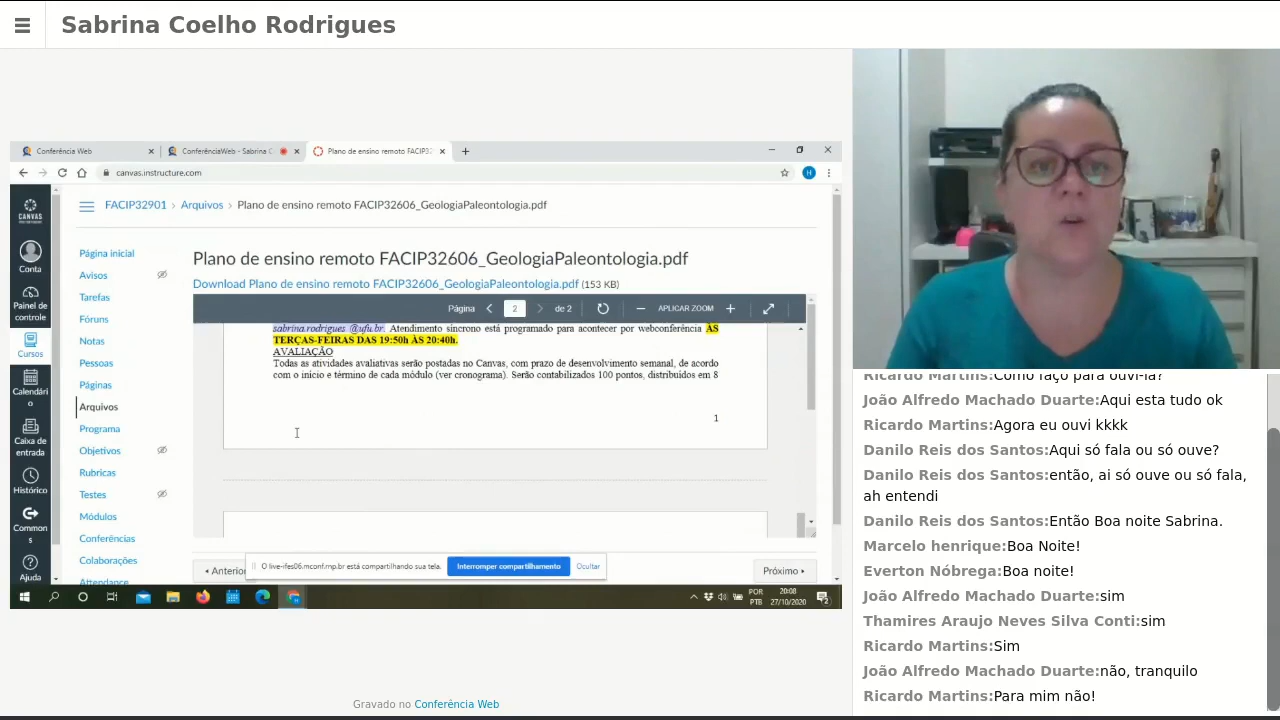 Sabrina Coelho Rodrigues
Conferência Web
ConferênciaWeb - Sabrina C
Plano de ensino remoto FACIP32
canvas.instructure.com
H
CANVAS
Conta
Painel de controle
Cursos
Calendário
Caixa de entrada
Histórico
Commons
Ajuda
FACIP32901 › Arquivos › Plano de ensino remoto FACIP32606_GeologiaPaleontologia.pdf
Página inicial
Avisos
Tarefas
Fóruns
Notas
Pessoas
Páginas
Arquivos
Programa
Objetivos
Rubricas
Testes
Módulos
Conferências
Colaborações
Attendance
Plano de ensino remoto FACIP32606_GeologiaPaleontologia.pdf
Download Plano de ensino remoto FACIP32606_GeologiaPaleontologia.pdf (153 KB)
Página 2 de 2 APLICAR ZOOM
sabrina.rodrigues @ufu.br. Atendimento síncrono está programado para acontecer por webconferência ÀS
TERÇAS-FEIRAS DAS 19:50h ÀS 20:40h.
AVALIAÇÃO
Todas as atividades avaliativas serão postadas no Canvas, com prazo de desenvolvimento semanal, de acordo
com o início e término de cada módulo (ver cronograma). Serão contabilizados 100 pontos, distribuídos em 8
1
Anterior
Próximo
O live-ifes06.mconf.rnp.br está compartilhando sua tela.
Interromper compartilhamento
Ocultar
POR
PTB
20:08
27/10/2020
2
Gravado no Conferência Web
Ricardo Martins:Como faço para ouvi-la?
João Alfredo Machado Duarte:Aqui esta tudo ok
Ricardo Martins:Agora eu ouvi kkkk
Danilo Reis dos Santos:Aqui só fala ou só ouve?
Danilo Reis dos Santos:então, ai só ouve ou só fala,
ah entendi
Danilo Reis dos Santos:Então Boa noite Sabrina.
Marcelo henrique:Boa Noite!
Everton Nóbrega:Boa noite!
João Alfredo Machado Duarte:sim
Thamires Araujo Neves Silva Conti:sim
Ricardo Martins:Sim
João Alfredo Machado Duarte:não, tranquilo
Ricardo Martins:Para mim não!